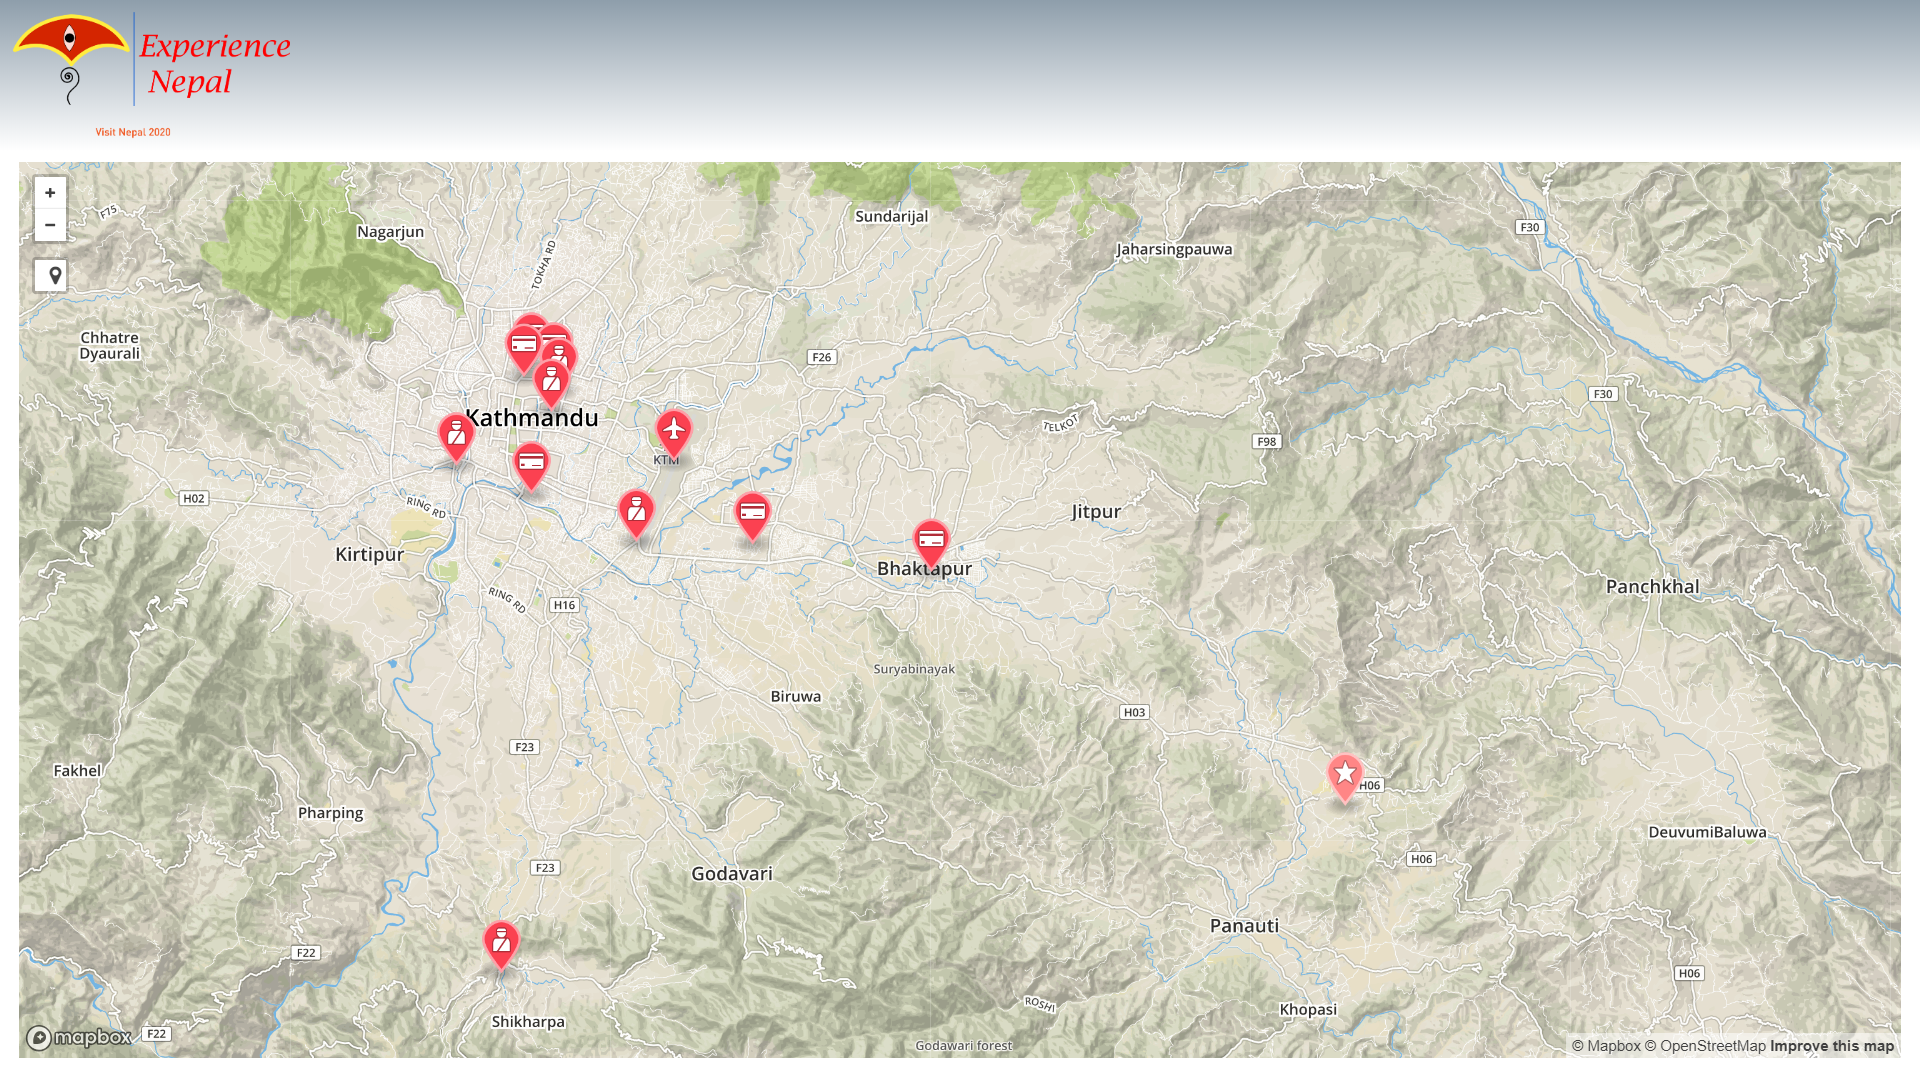 Experience
Nepal
Visit Nepal 2020
+
−
F75
Nagarjun
TOKHA RD
Sundarijal
Jaharsingpauwa
F30
Chhatre
Dyaurali
F26
F30
Kathmandu
TELKOT
F98
KTM
H02
RING RD
Jitpur
Kirtipur
Bhaktapur
Panchkhal
RING RD
H16
Suryabinayak
Biruwa
H03
F23
Fakhel
H06
Pharping
DeuvumiBaluwa
F23
H06
Godavari
Panauti
F22
H06
ROSHI
Khopasi
Shikharpa
F22
mapbox
Godawari forest
© Mapbox © OpenStreetMap Improve this map